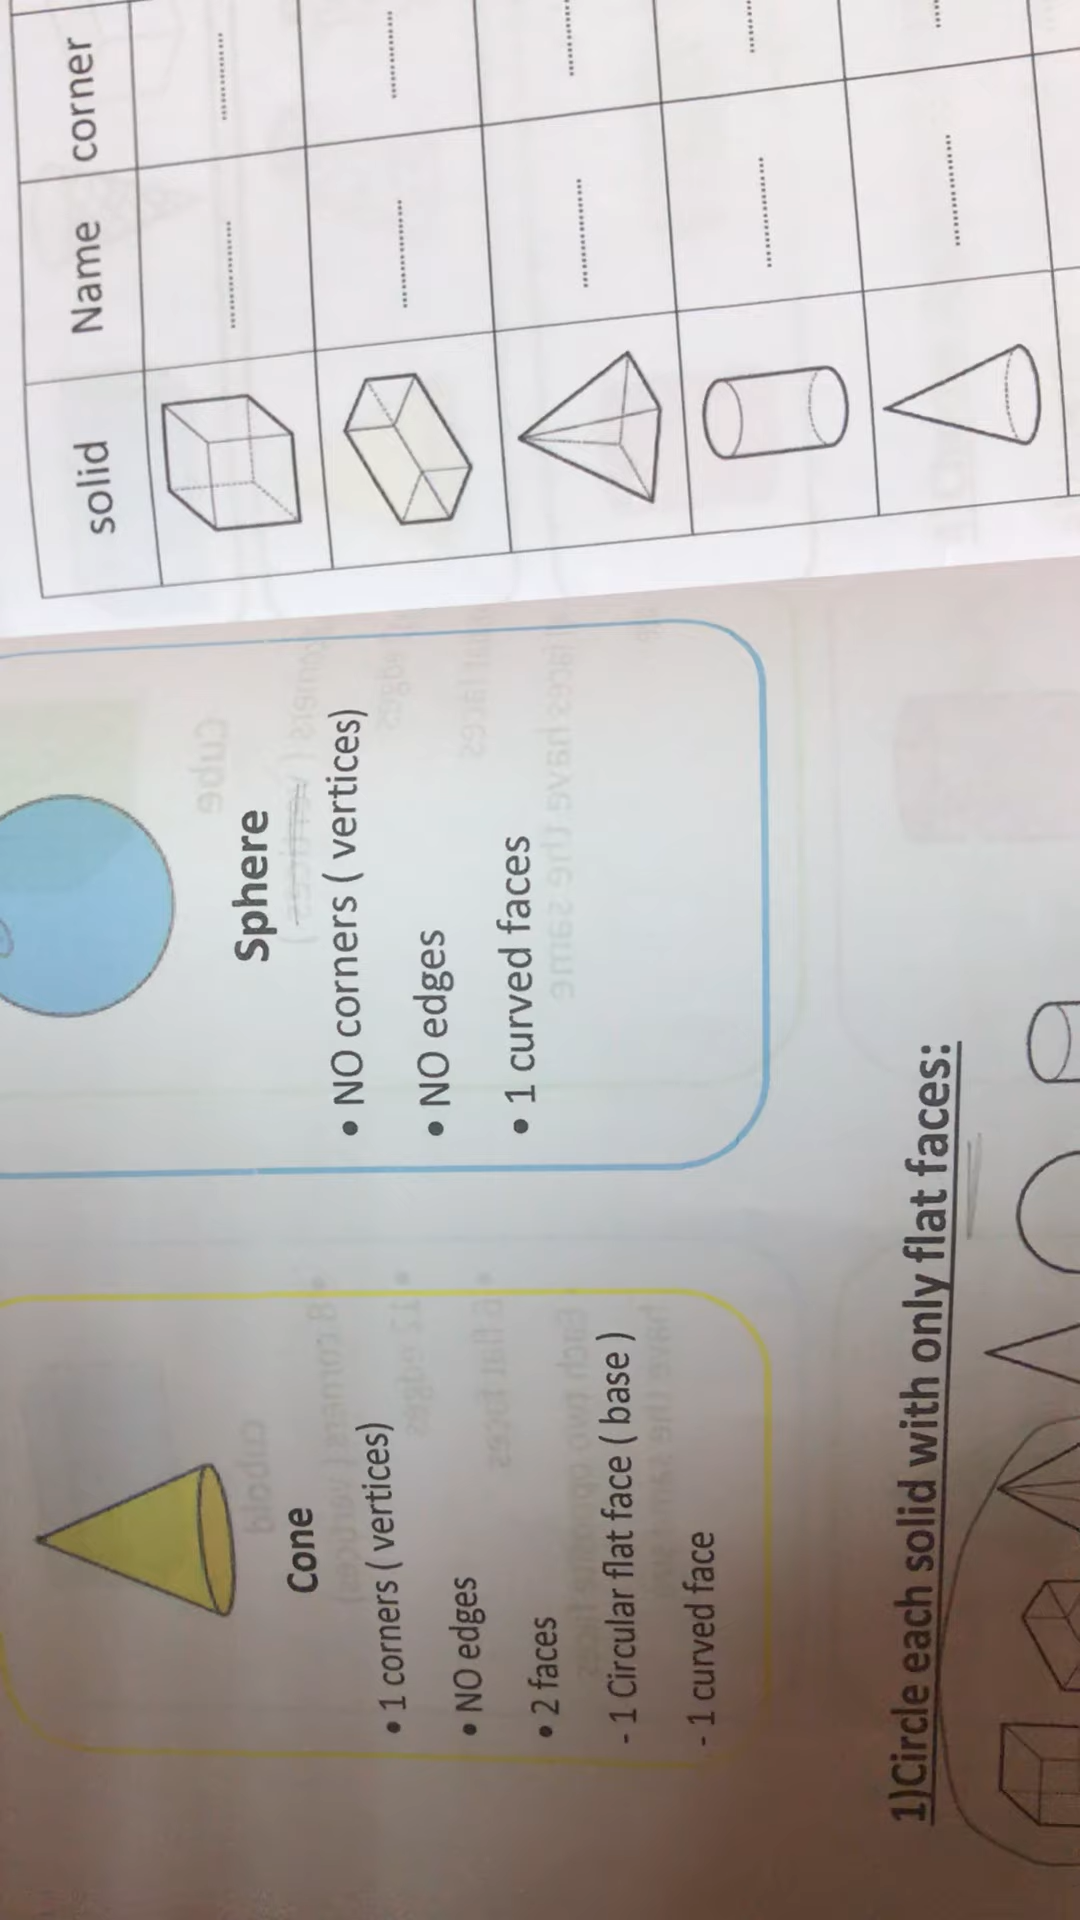 Cone
• 1 corners ( vertices)
• NO edges
• 2 faces
- 1 Circular flat face ( base )
- 1 curved face
Sphere
• NO corners ( vertices)
• NO edges
• 1 curved faces
1)Circle each solid with only flat faces:
solid Name corner